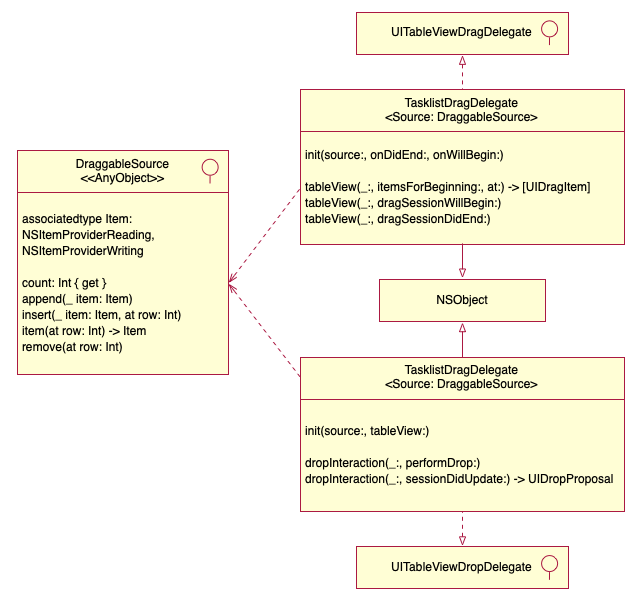 UITableViewDragDelegate
TasklistDragDelegate
<Source: DraggableSource>
init(source:, onDidEnd:, onWillBegin:)
tableView(_:, itemsForBeginning:, at:) -> [UIDragItem]
tableView(_:, dragSessionWillBegin:)
tableView(_:, dragSessionDidEnd:)
DraggableSource
<<AnyObject>>
associatedtype Item:
NSItemProviderReading,
NSItemProviderWriting
count: Int { get }
append(_ item: Item)
insert(_ item: Item, at row: Int)
item(at row: Int) -> Item
remove(at row: Int)
NSObject
TasklistDragDelegate
<Source: DraggableSource>
init(source:, tableView:)
dropInteraction(_:, performDrop:)
dropInteraction(_:, sessionDidUpdate:) -> UIDropProposal
UITableViewDropDelegate